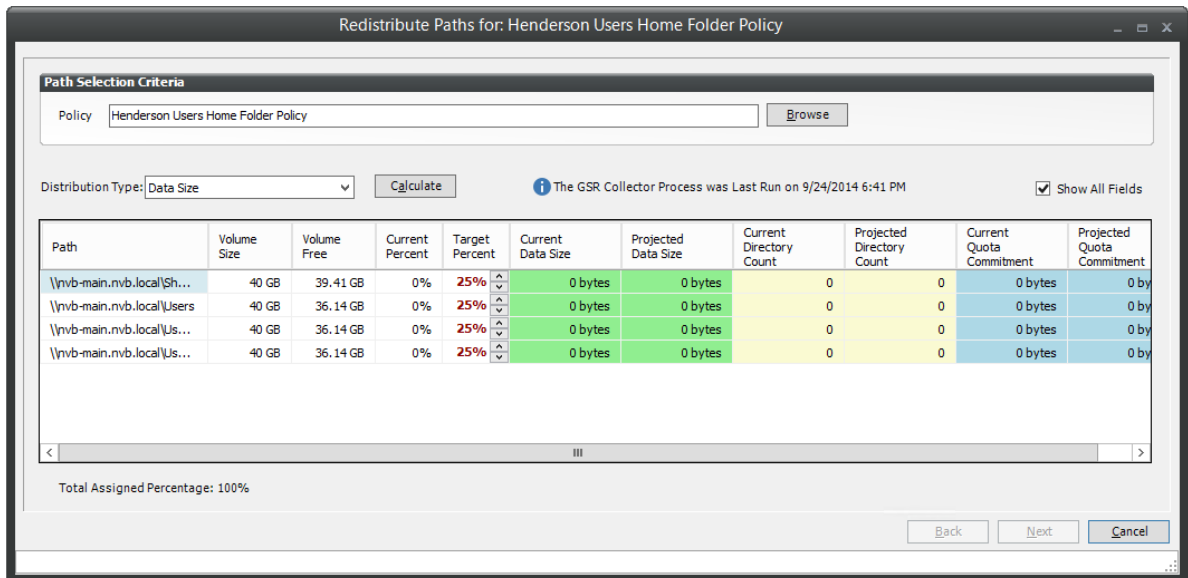 Redistribute Paths for: Henderson Users Home Folder Policy
Path Selection Criteria
Policy Henderson Users Home Folder Policy Browse
Distribution Type: Data Size Calculate The GSR Collector Process was Last Run on 9/24/2014 6:41 PM Show All Fields
Path Volume Size Volume Free Current Percent Target Percent Current Data Size Projected Data Size Current Directory Count Projected Directory Count Current Quota Commitment Projected Quota Commitment
\\nvb-main.nvb.local\Sh... 40 GB 39.41 GB 0% 25% 0 bytes 0 bytes 0 0 0 bytes 0 by
\\nvb-main.nvb.local\Users 40 GB 36.14 GB 0% 25% 0 bytes 0 bytes 0 0 0 bytes 0 by
\\nvb-main.nvb.local\Us... 40 GB 36.14 GB 0% 25% 0 bytes 0 bytes 0 0 0 bytes 0 by
\\nvb-main.nvb.local\Us... 40 GB 36.14 GB 0% 25% 0 bytes 0 bytes 0 0 0 bytes 0 by
Total Assigned Percentage: 100%
Back Next Cancel